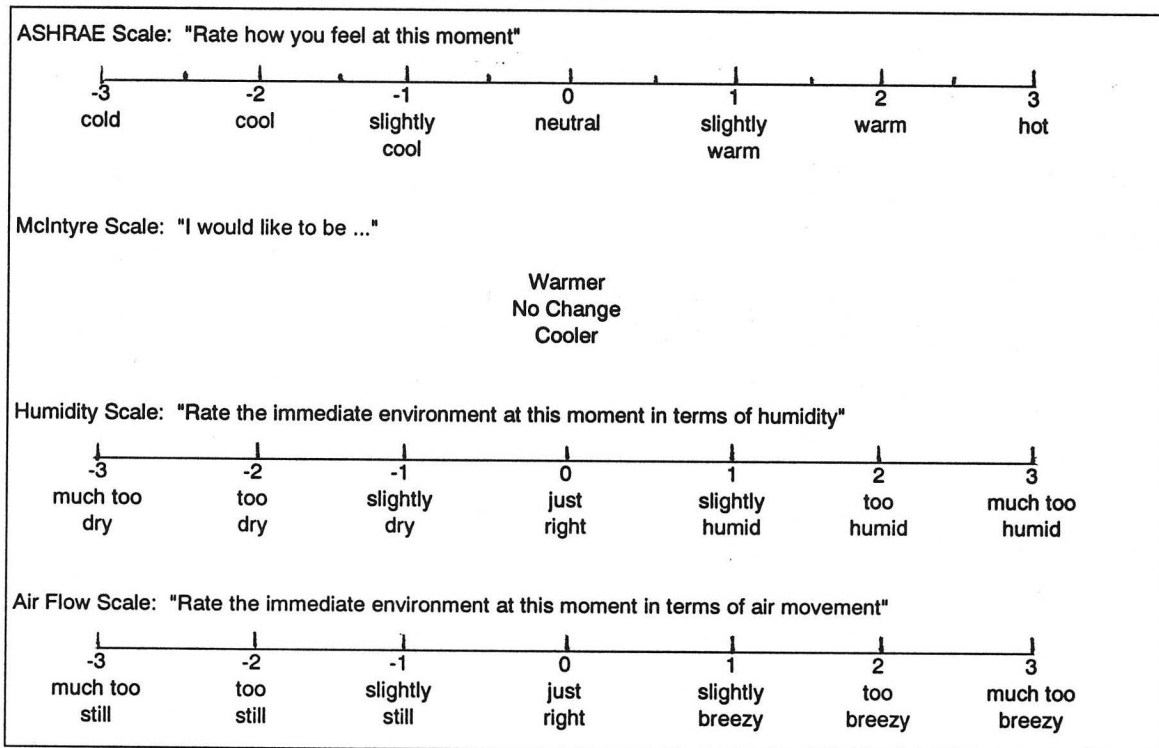 ASHRAE Scale: "Rate how you feel at this moment"
-3 -2 -1 0 1 2 3
cold cool slightly neutral slightly warm hot
cool warm
McIntyre Scale: "I would like to be ..."
Warmer
No Change
Cooler
Humidity Scale: "Rate the immediate environment at this moment in terms of humidity"
-3 -2 -1 0 1 2 3
much too too slightly just slightly too much too
dry dry dry right humid humid humid
Air Flow Scale: "Rate the immediate environment at this moment in terms of air movement"
-3 -2 -1 0 1 2 3
much too too slightly just slightly too much too
still still still right breezy breezy breezy